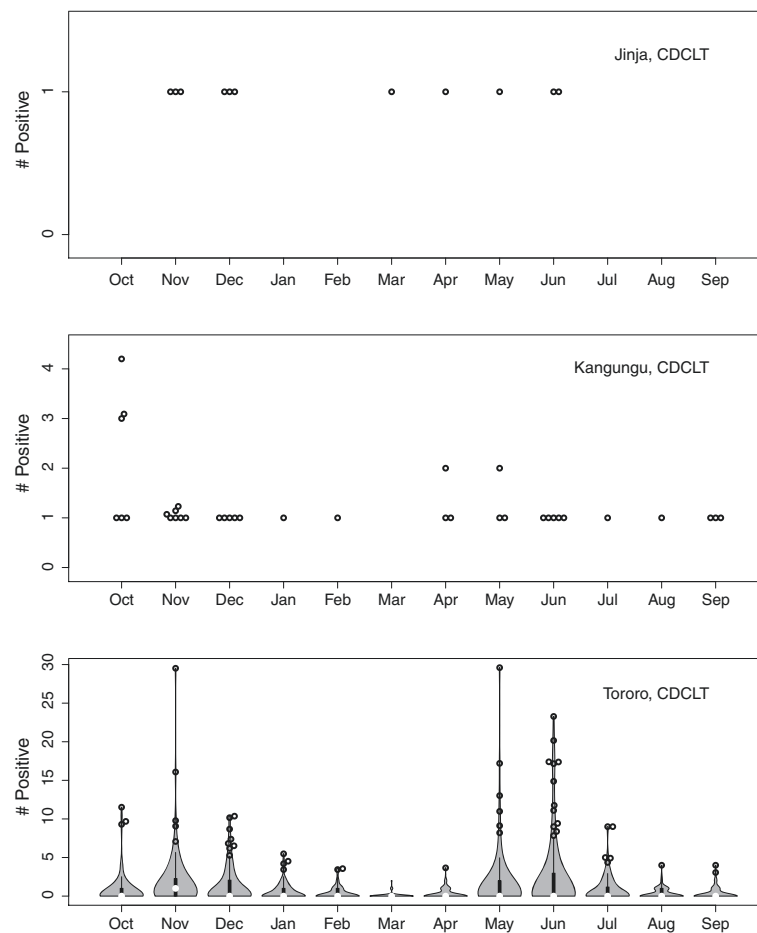 Jinja, CDCLT
# Positive
1
0
Oct Nov Dec Jan Feb Mar Apr May Jun Jul Aug Sep
Kangungu, CDCLT
# Positive
4
3
2
1
0
Oct Nov Dec Jan Feb Mar Apr May Jun Jul Aug Sep
Tororo, CDCLT
# Positive
30
25
20
15
10
5
0
Oct Nov Dec Jan Feb Mar Apr May Jun Jul Aug Sep